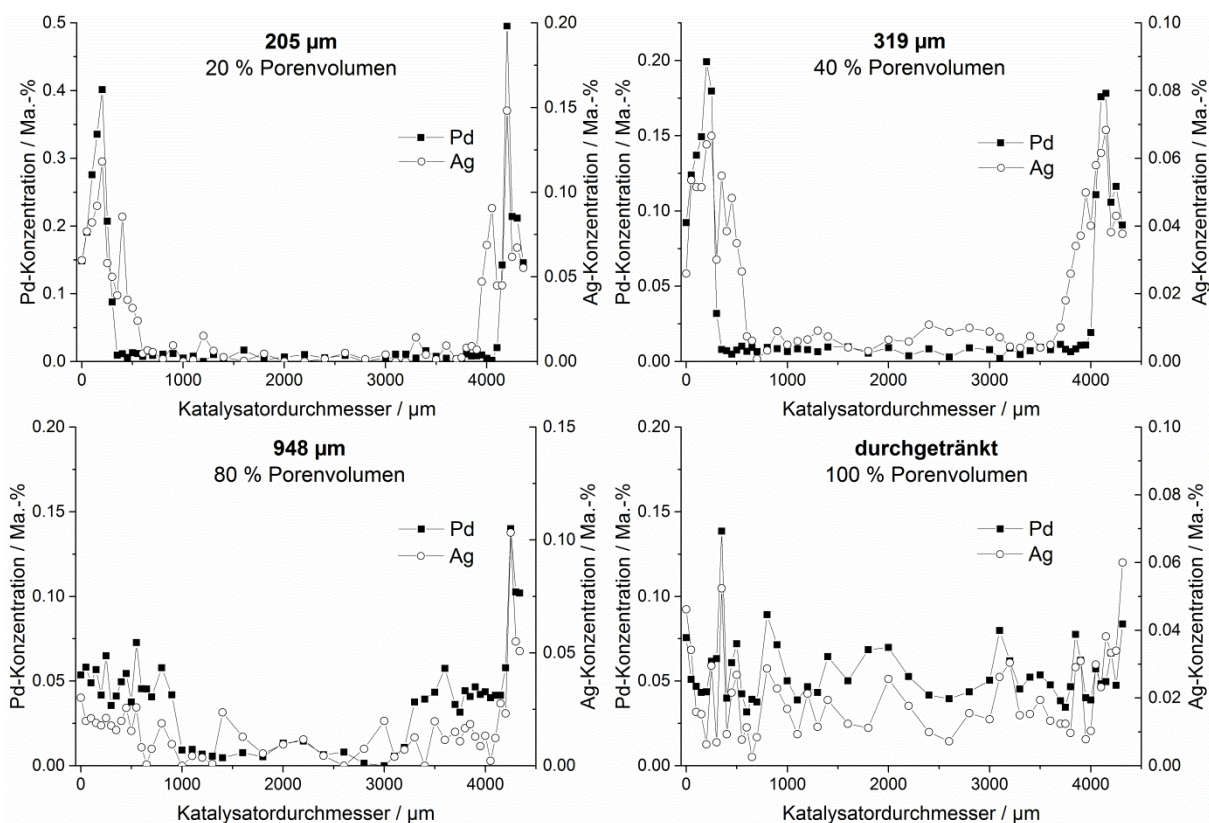 205 µm
20 % Porenvolumen
Pd
Ag
Pd-Konzentration / Ma.-%
0.5
0.4
0.3
0.2
0.1
0.0
Ag-Konzentration / Ma.-%
0.20
0.15
0.10
0.05
0.00
0 1000 2000 3000 4000
Katalysatordurchmesser / µm
319 µm
40 % Porenvolumen
Pd
Ag
Pd-Konzentration / Ma.-%
0.20
0.15
0.10
0.05
0.00
Ag-Konzentration / Ma.-%
0.10
0.08
0.06
0.04
0.02
0.00
0 1000 2000 3000 4000
Katalysatordurchmesser / µm
948 µm
80 % Porenvolumen
Pd
Ag
Pd-Konzentration / Ma.-%
0.20
0.15
0.10
0.05
0.00
Ag-Konzentration / Ma.-%
0.15
0.10
0.05
0.00
0 1000 2000 3000 4000
Katalysatordurchmesser / µm
durchgetränkt
100 % Porenvolumen
Pd
Ag
Pd-Konzentration / Ma.-%
0.20
0.15
0.10
0.05
0.00
Ag-Konzentration / Ma.-%
0.10
0.08
0.06
0.04
0.02
0.00
0 1000 2000 3000 4000
Katalysatordurchmesser / µm